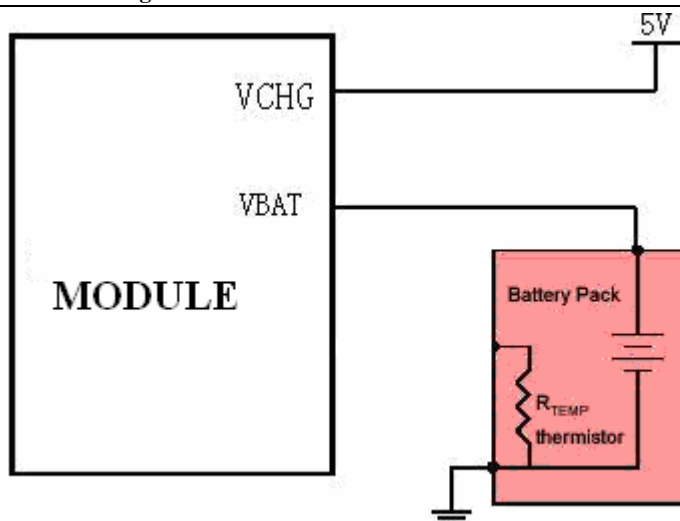 5V
VCHG
VBAT
MODULE
Battery Pack
RTEMP
thermistor